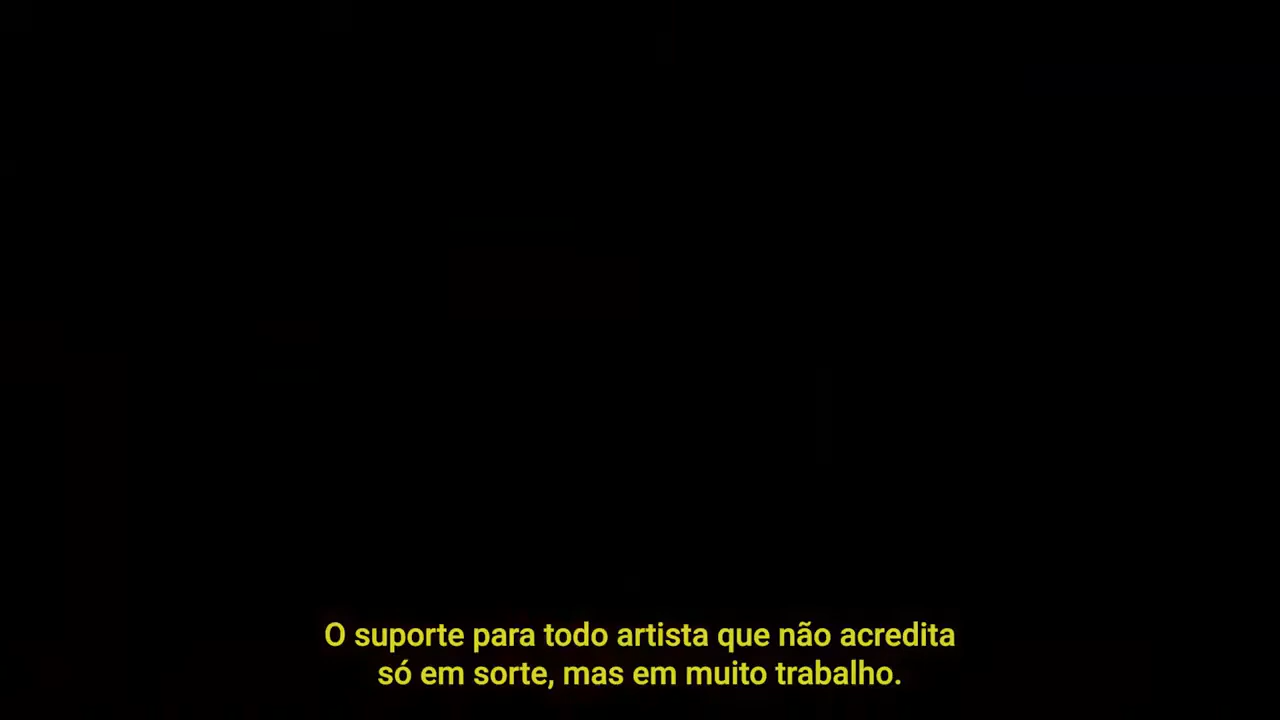 O suporte para todo artista que não acredita
só em sorte, mas em muito trabalho.